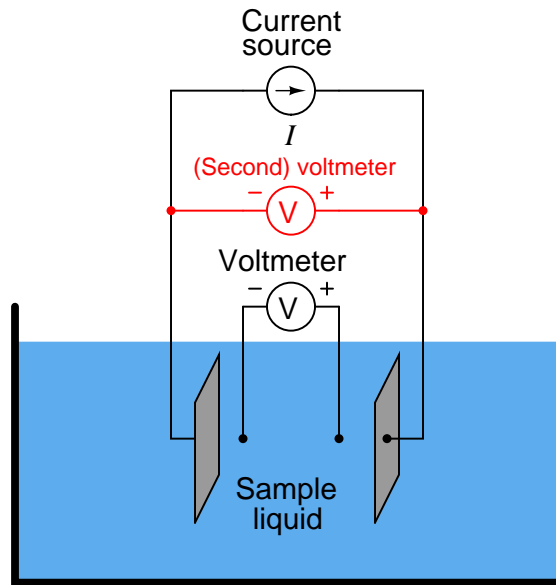 Current
source
I
(Second) voltmeter
− +
V
Voltmeter
− +
V
Sample
liquid